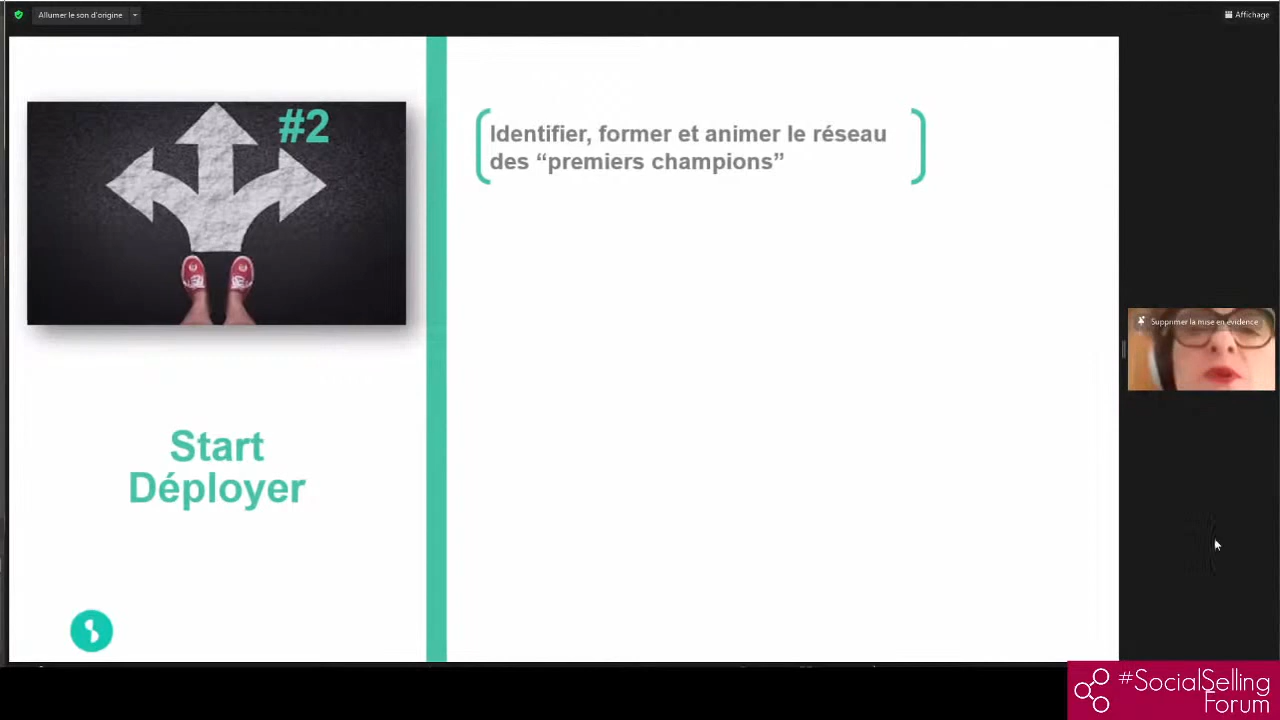 Allumer le son d'origine
Affichage
#2
Identifier, former et animer le réseau
des “premiers champions”
Supprimer la mise en évidence
Start
Déployer
#SocialSelling
Forum